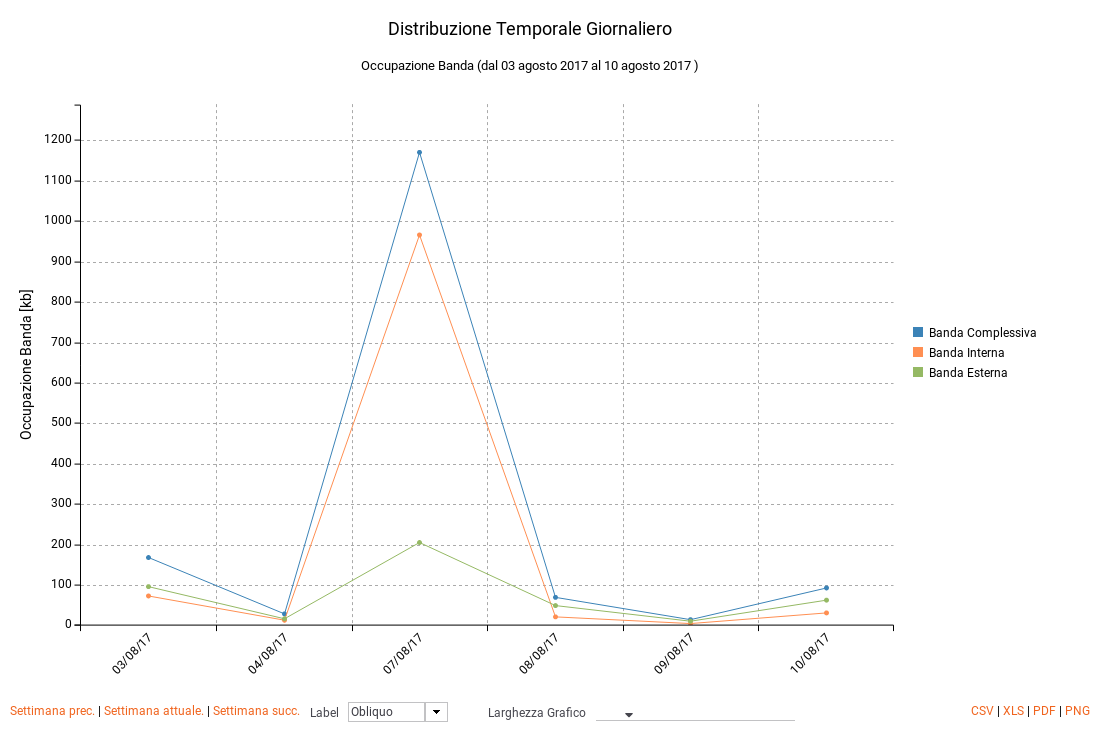 Distribuzione Temporale Giornaliero
Occupazione Banda (dal 03 agosto 2017 al 10 agosto 2017 )
Occupazione Banda [kb]
1200
1100
1000
900
800
700
600
500
400
300
200
100
0
03/08/17
04/08/17
07/08/17
08/08/17
09/08/17
10/08/17
Banda Complessiva
Banda Interna
Banda Esterna
Settimana prec. | Settimana attuale. | Settimana succ. Label Obliquo Larghezza Grafico CSV | XLS | PDF | PNG